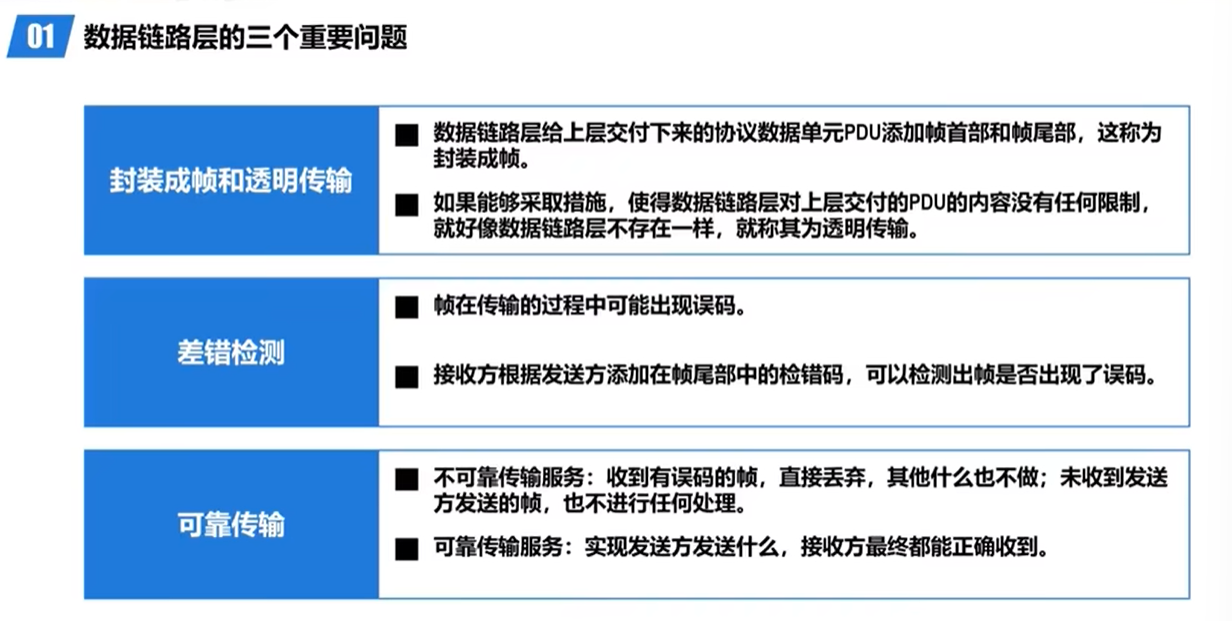 01 数据链路层的三个重要问题
封装成帧和透明传输
■ 数据链路层给上层交付下来的协议数据单元PDU添加帧首部和帧尾部，这称为
封装成帧。
■ 如果能够采取措施，使得数据链路层对上层交付的PDU的内容没有任何限制，
就好像数据链路层不存在一样，就称其为透明传输。
差错检测
■ 帧在传输的过程中可能出现误码。
■ 接收方根据发送方添加在帧尾部中的检错码，可以检测出帧是否出现了误码。
可靠传输
■ 不可靠传输服务：收到有误码的帧，直接丢弃，其他什么也不做；未收到发送
方发送的帧，也不进行任何处理。
■ 可靠传输服务：实现发送方发送什么，接收方最终都能正确收到。